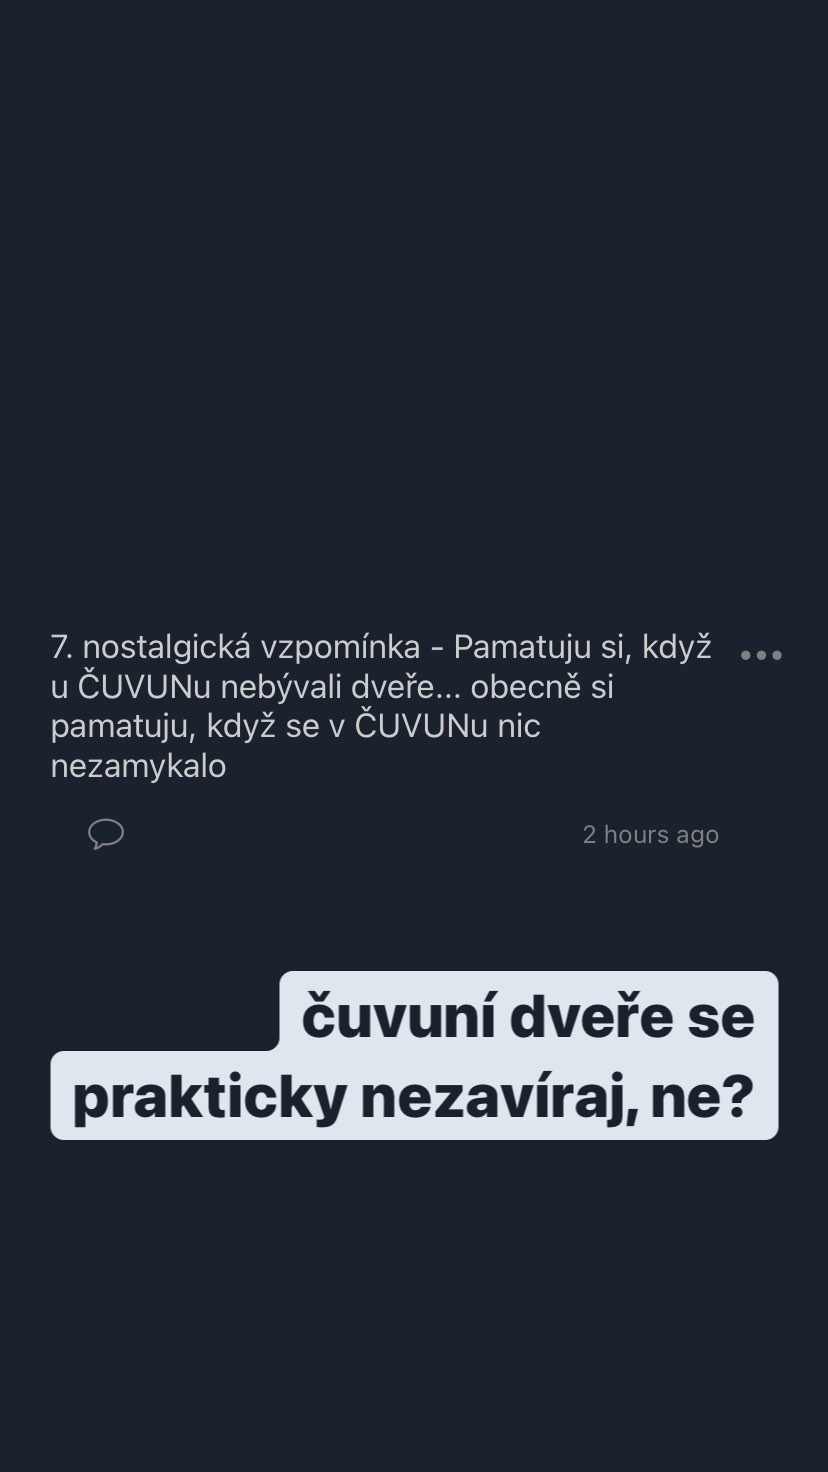 7. nostalgická vzpomínka - Pamatuju si, když
u ČUVUNu nebývali dveře... obecně si
pamatuju, když se v ČUVUNu nic
nezamykalo
2 hours ago
čuvuní dveře se
prakticky nezavíraj, ne?